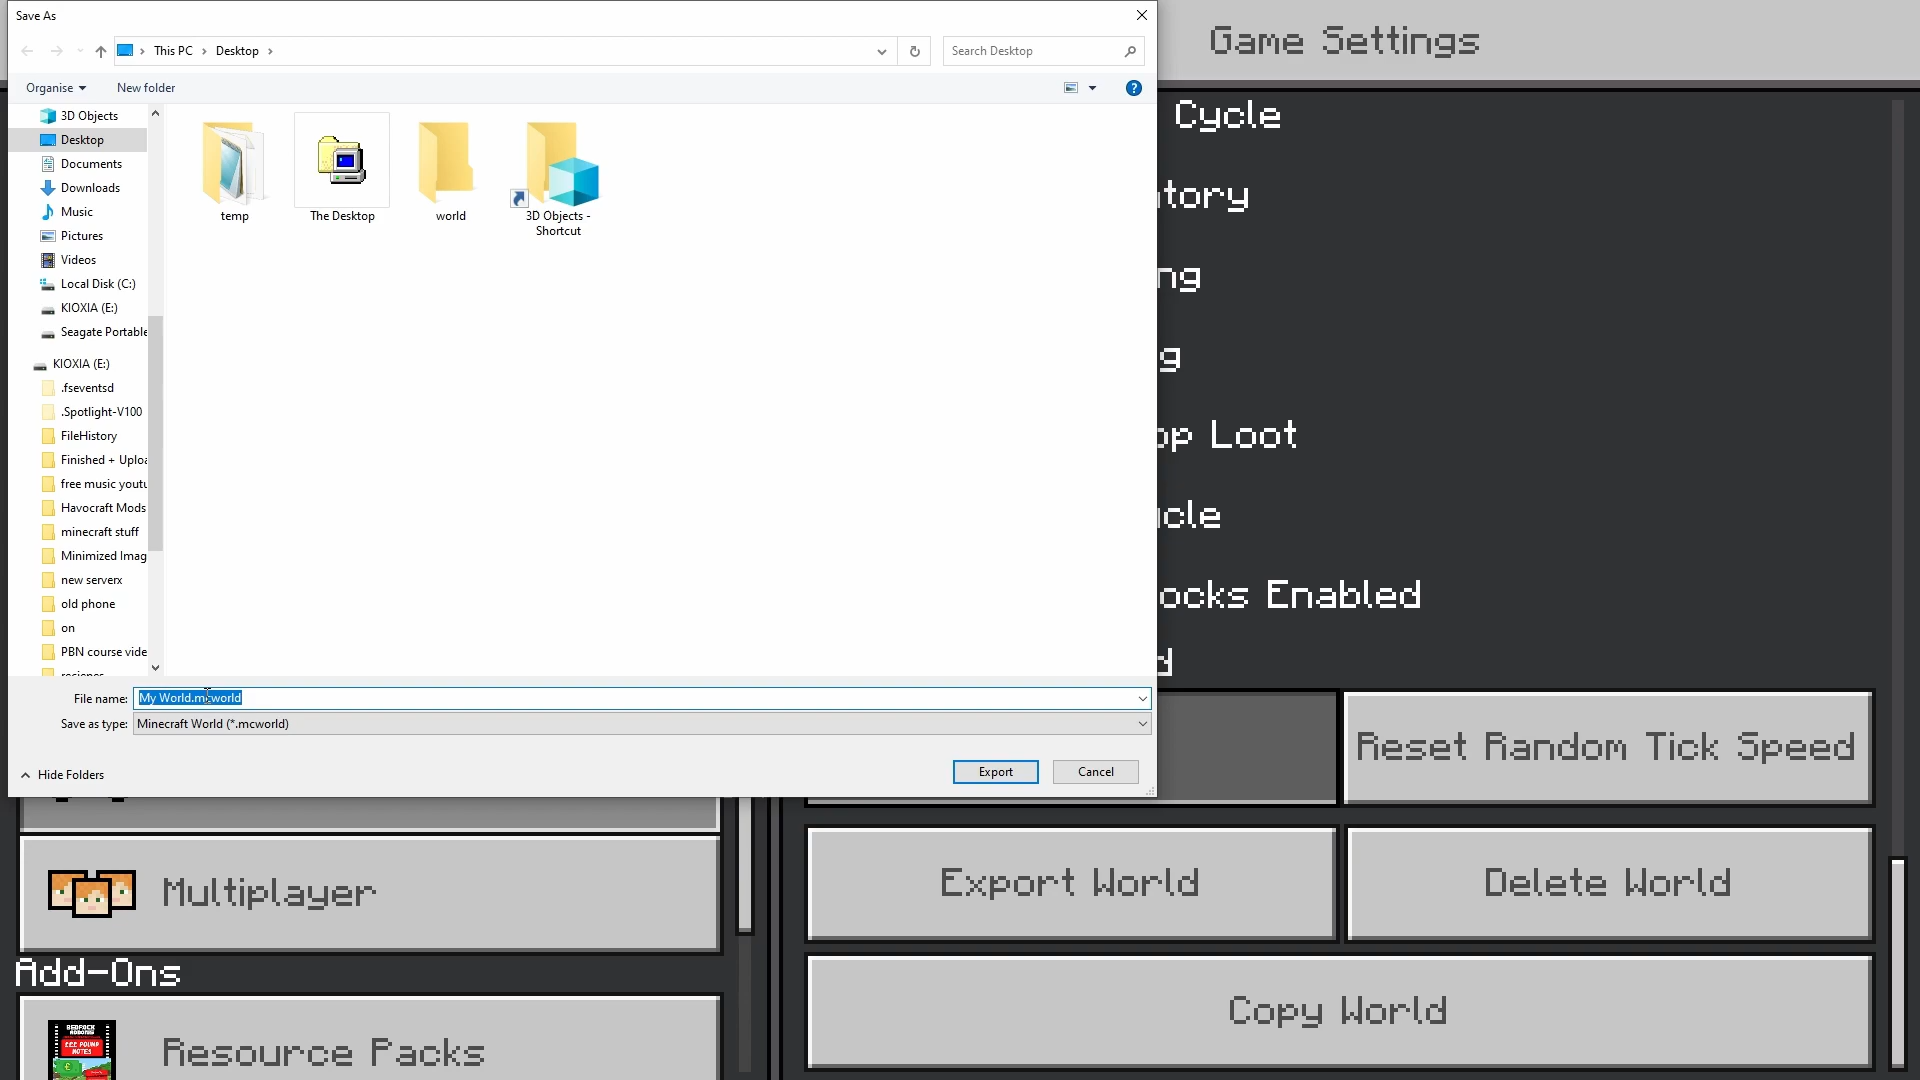 Save As
This PC
Desktop
Search Desktop
Organise
New folder
3D Objects
Desktop
Documents
Downloads
Music
Pictures
Videos
Local Disk (C:)
KIOXIA (E:)
Seagate Portable
KIOXIA (E:)
.fseventsd
.Spotlight-V100
FileHistory
Finished + Uploa
free music youtu
Havocraft Mods
minecraft stuff
Minimized Imag
new serverx
old phone
on
PBN course vide
temp
The Desktop
world
3D Objects -
Shortcut
File name:
My World.mcworld
Save as type:
Minecraft World (*.mcworld)
Hide Folders
Export
Cancel
Game Settings
Cycle
tory
ng
g
op Loot
cle
ocks Enabled
d
Reset Random Tick Speed
Export World
Delete World
Copy World
Multiplayer
Add-Ons
BEDROCK
Resource Packs